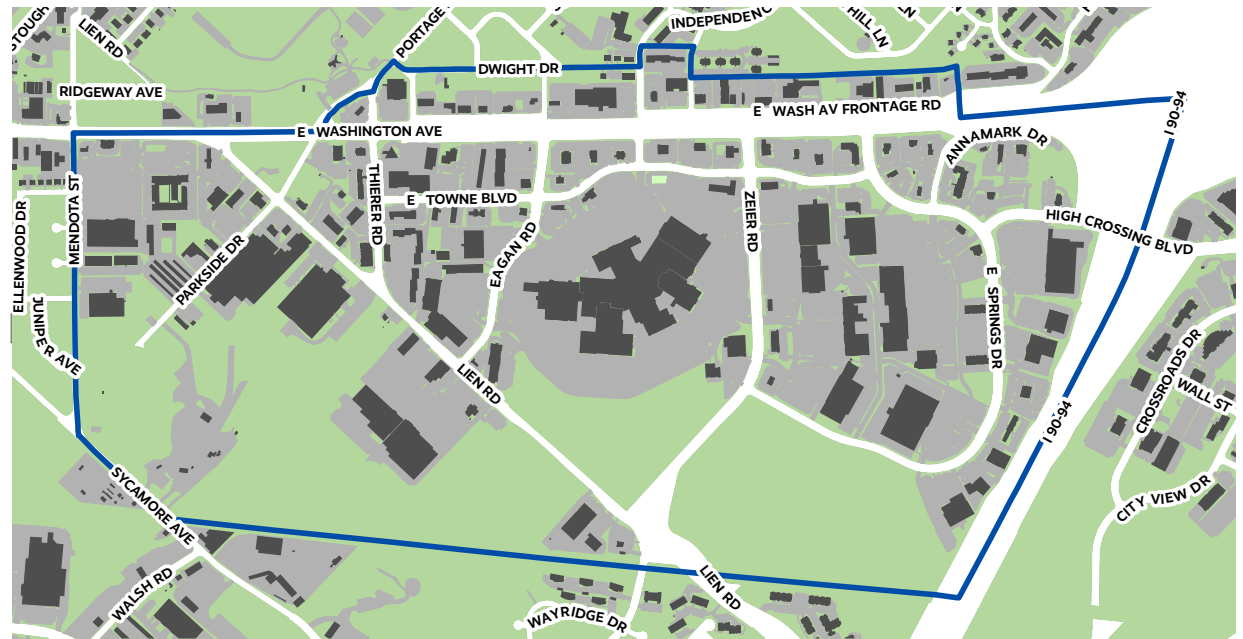 STOUGH
LIEN RD
PORTAGE
INDEPENDENC
HILL LN
LN
RIDGEWAY AVE
DWIGHT DR
E WASH AV FRONTAGE RD
I 90-94
E WASHINGTON AVE
ANNAMARK DR
MENDOTA ST
THIERER RD
E TOWNE BLVD
ZEIER RD
HIGH CROSSING BLVD
ELLENWOOD DR
PARKSIDE DR
EAGAN RD
E SPRINGS DR
JUNIPER AVE
LIEN RD
CROSSROADS DR
WALL ST
I 90-94
CITY VIEW DR
SYCAMORE AVE
WALSH RD
LIEN RD
WAYRIDGE DR